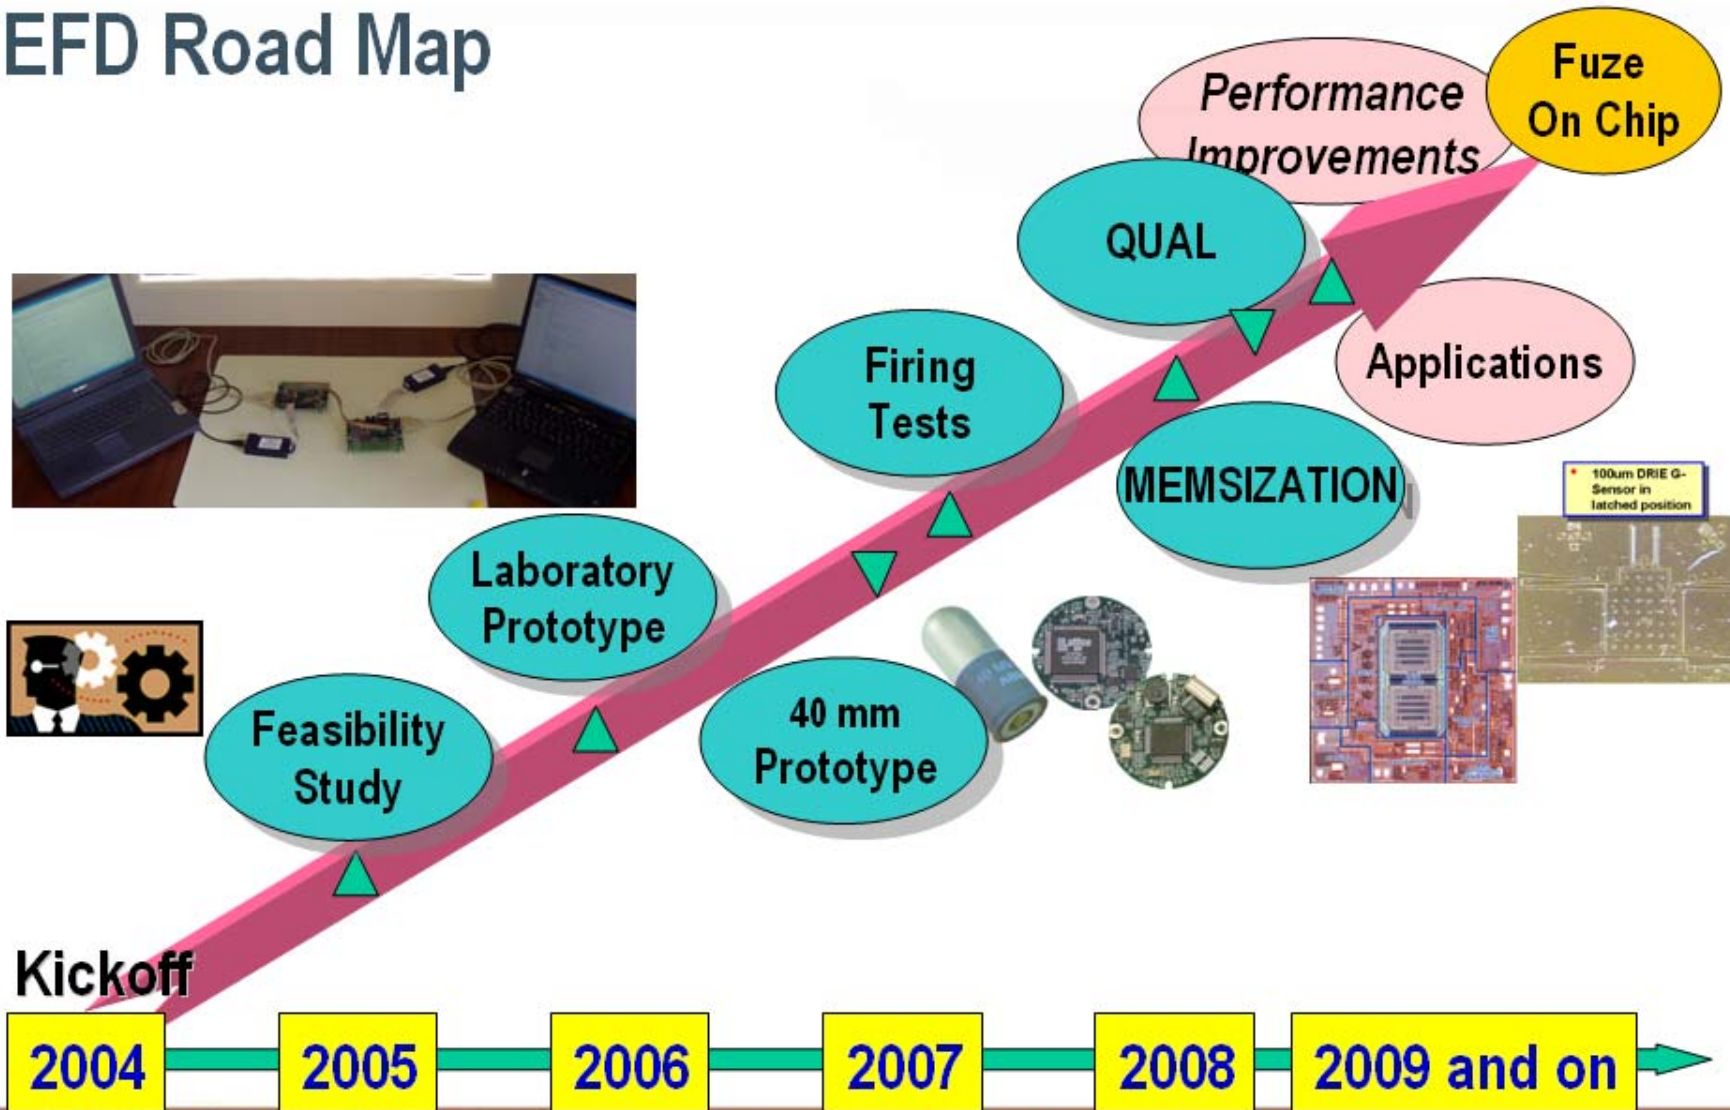 EFD Road Map
Performance
Improvements
Fuze
On Chip
QUAL
Firing
Tests
Applications
MEMSIZATION
100um DRIE G-
Sensor in
latched position
Laboratory
Prototype
40 mm
Prototype
Feasibility
Study
Kickoff
2004
2005
2006
2007
2008
2009 and on